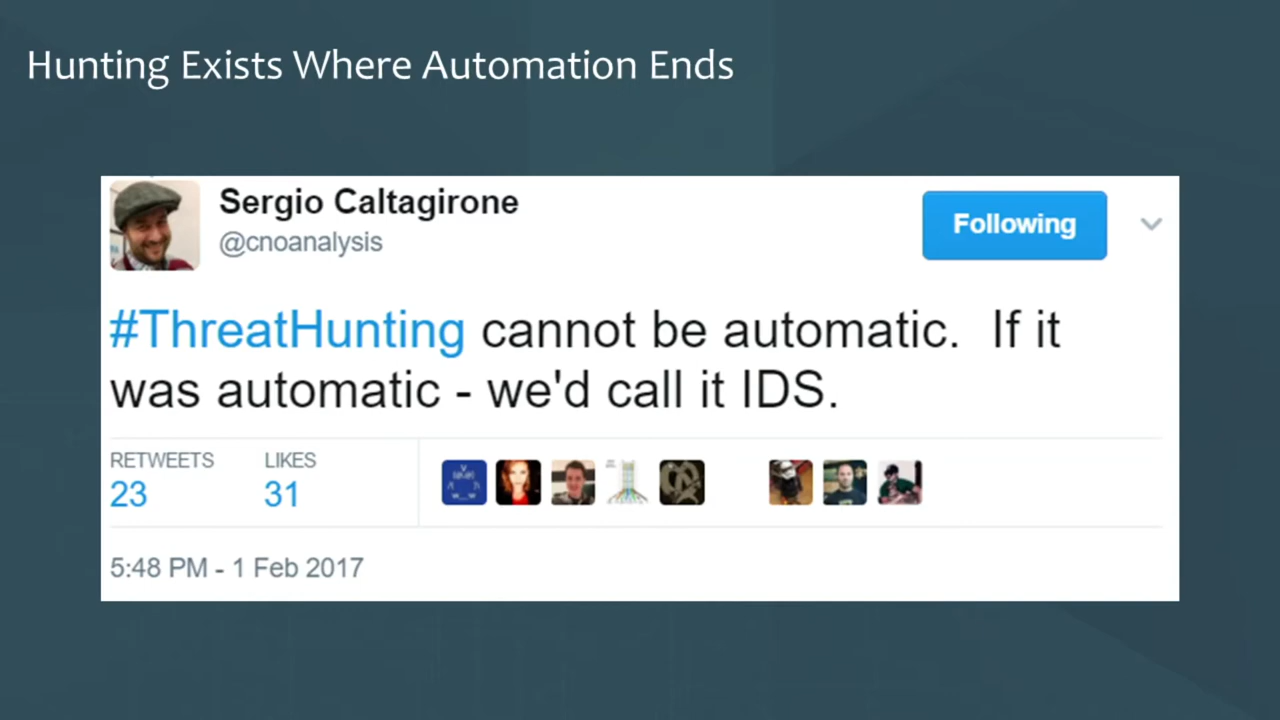 Hunting Exists Where Automation Ends
Sergio Caltagirone
@cnoanalysis
Following
#ThreatHunting cannot be automatic.  If it
was automatic - we'd call it IDS.
RETWEETS LIKES
23 31
5:48 PM - 1 Feb 2017